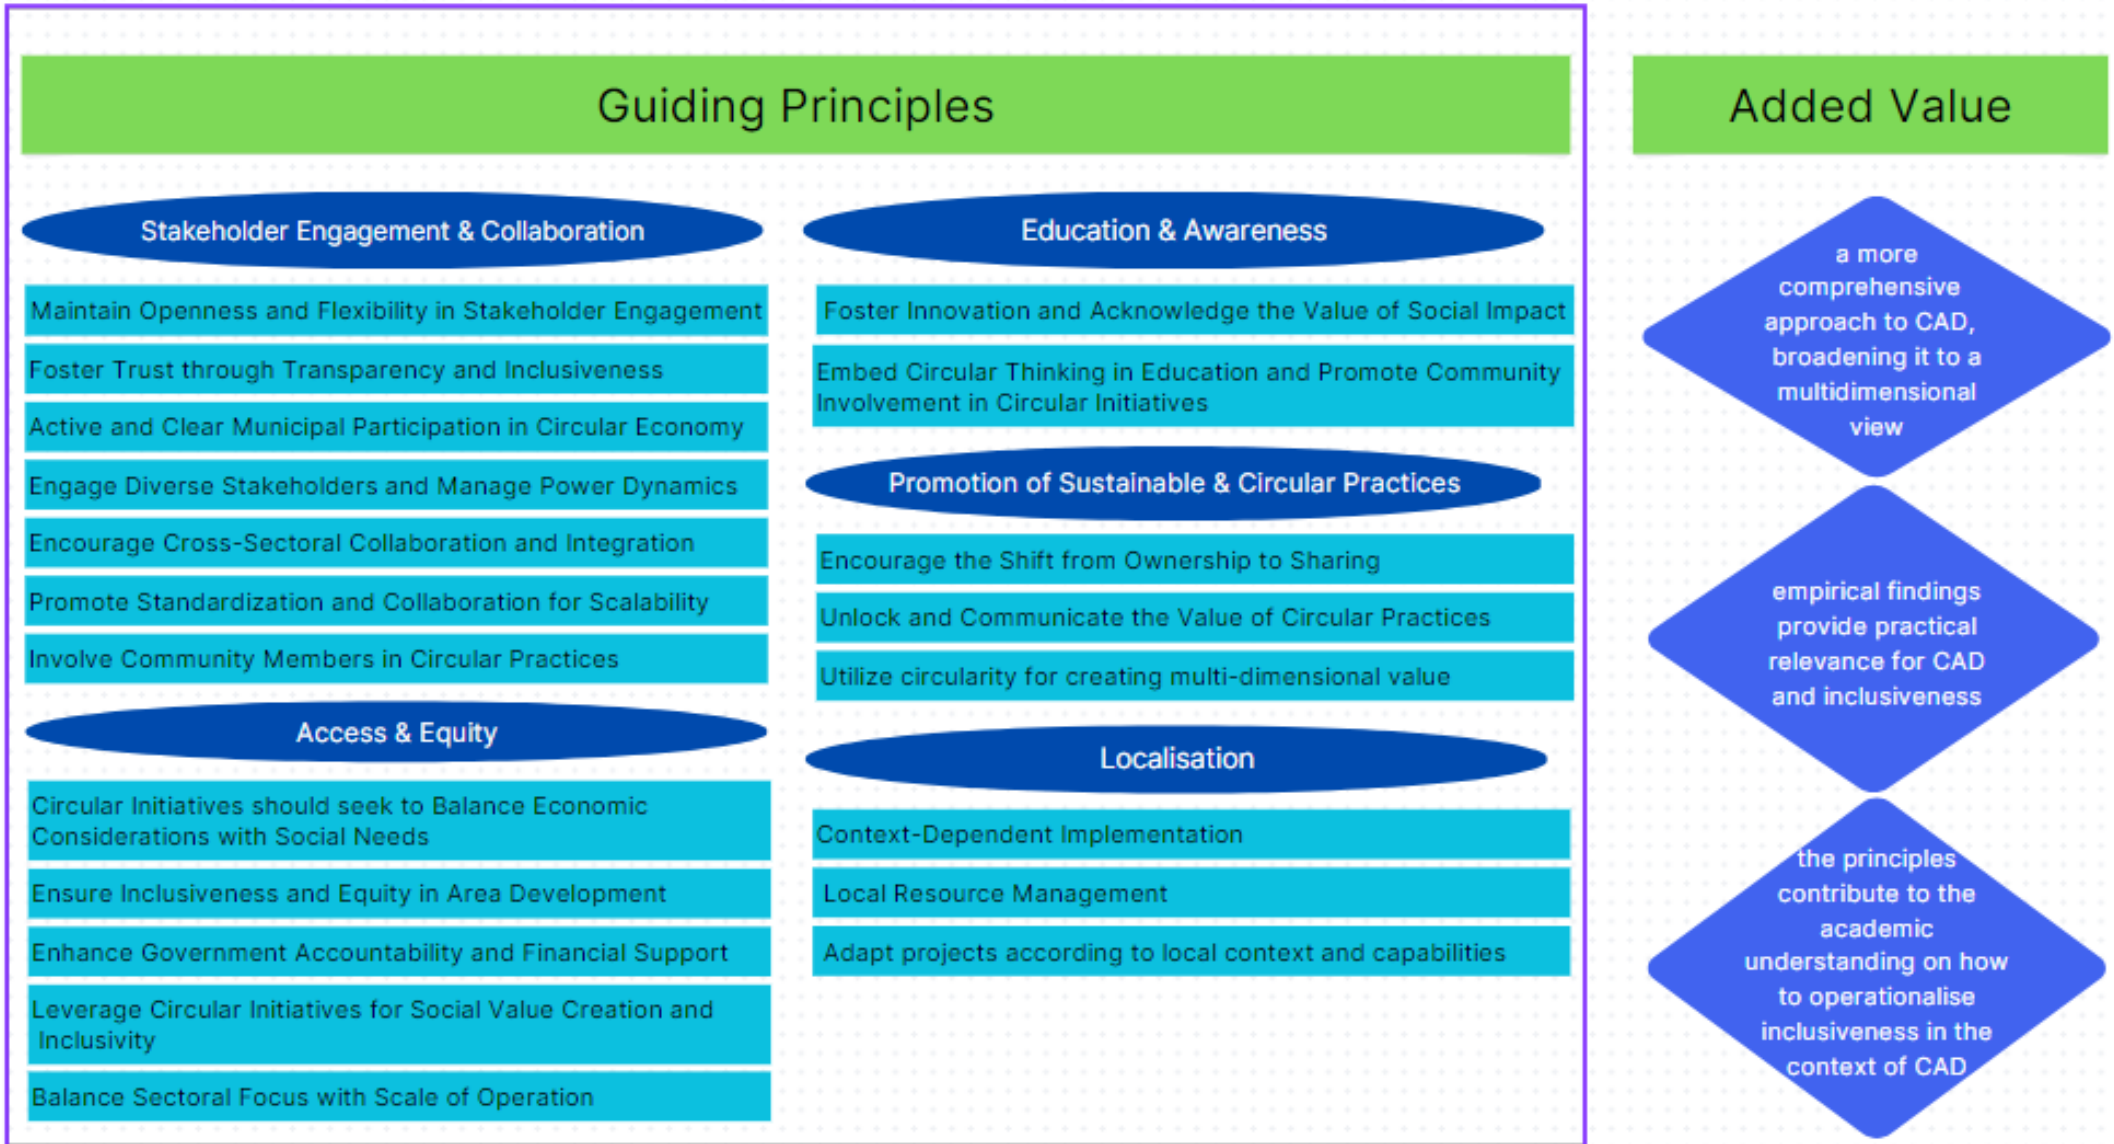 Guiding Principles
Stakeholder Engagement & Collaboration
Maintain Openness and Flexibility in Stakeholder Engagement
Foster Trust through Transparency and Inclusiveness
Active and Clear Municipal Participation in Circular Economy
Engage Diverse Stakeholders and Manage Power Dynamics
Encourage Cross-Sectoral Collaboration and Integration
Promote Standardization and Collaboration for Scalability
Involve Community Members in Circular Practices
Access & Equity
Circular Initiatives should seek to Balance Economic
Considerations with Social Needs
Ensure Inclusiveness and Equity in Area Development
Enhance Government Accountability and Financial Support
Leverage Circular Initiatives for Social Value Creation and
Inclusivity
Balance Sectoral Focus with Scale of Operation
Education & Awareness
Foster Innovation and Acknowledge the Value of Social Impact
Embed Circular Thinking in Education and Promote Community
Involvement in Circular Initiatives
Promotion of Sustainable & Circular Practices
Encourage the Shift from Ownership to Sharing
Unlock and Communicate the Value of Circular Practices
Utilize circularity for creating multi-dimensional value
Localisation
Context-Dependent Implementation
Local Resource Management
Adapt projects according to local context and capabilities
Added Value
a more
comprehensive
approach to CAD,
broadening it to a
multidimensional
view
empirical findings
provide practical
relevance for CAD
and inclusiveness
the principles
contribute to the
academic
understanding on how
to operationalise
inclusiveness in the
context of CAD